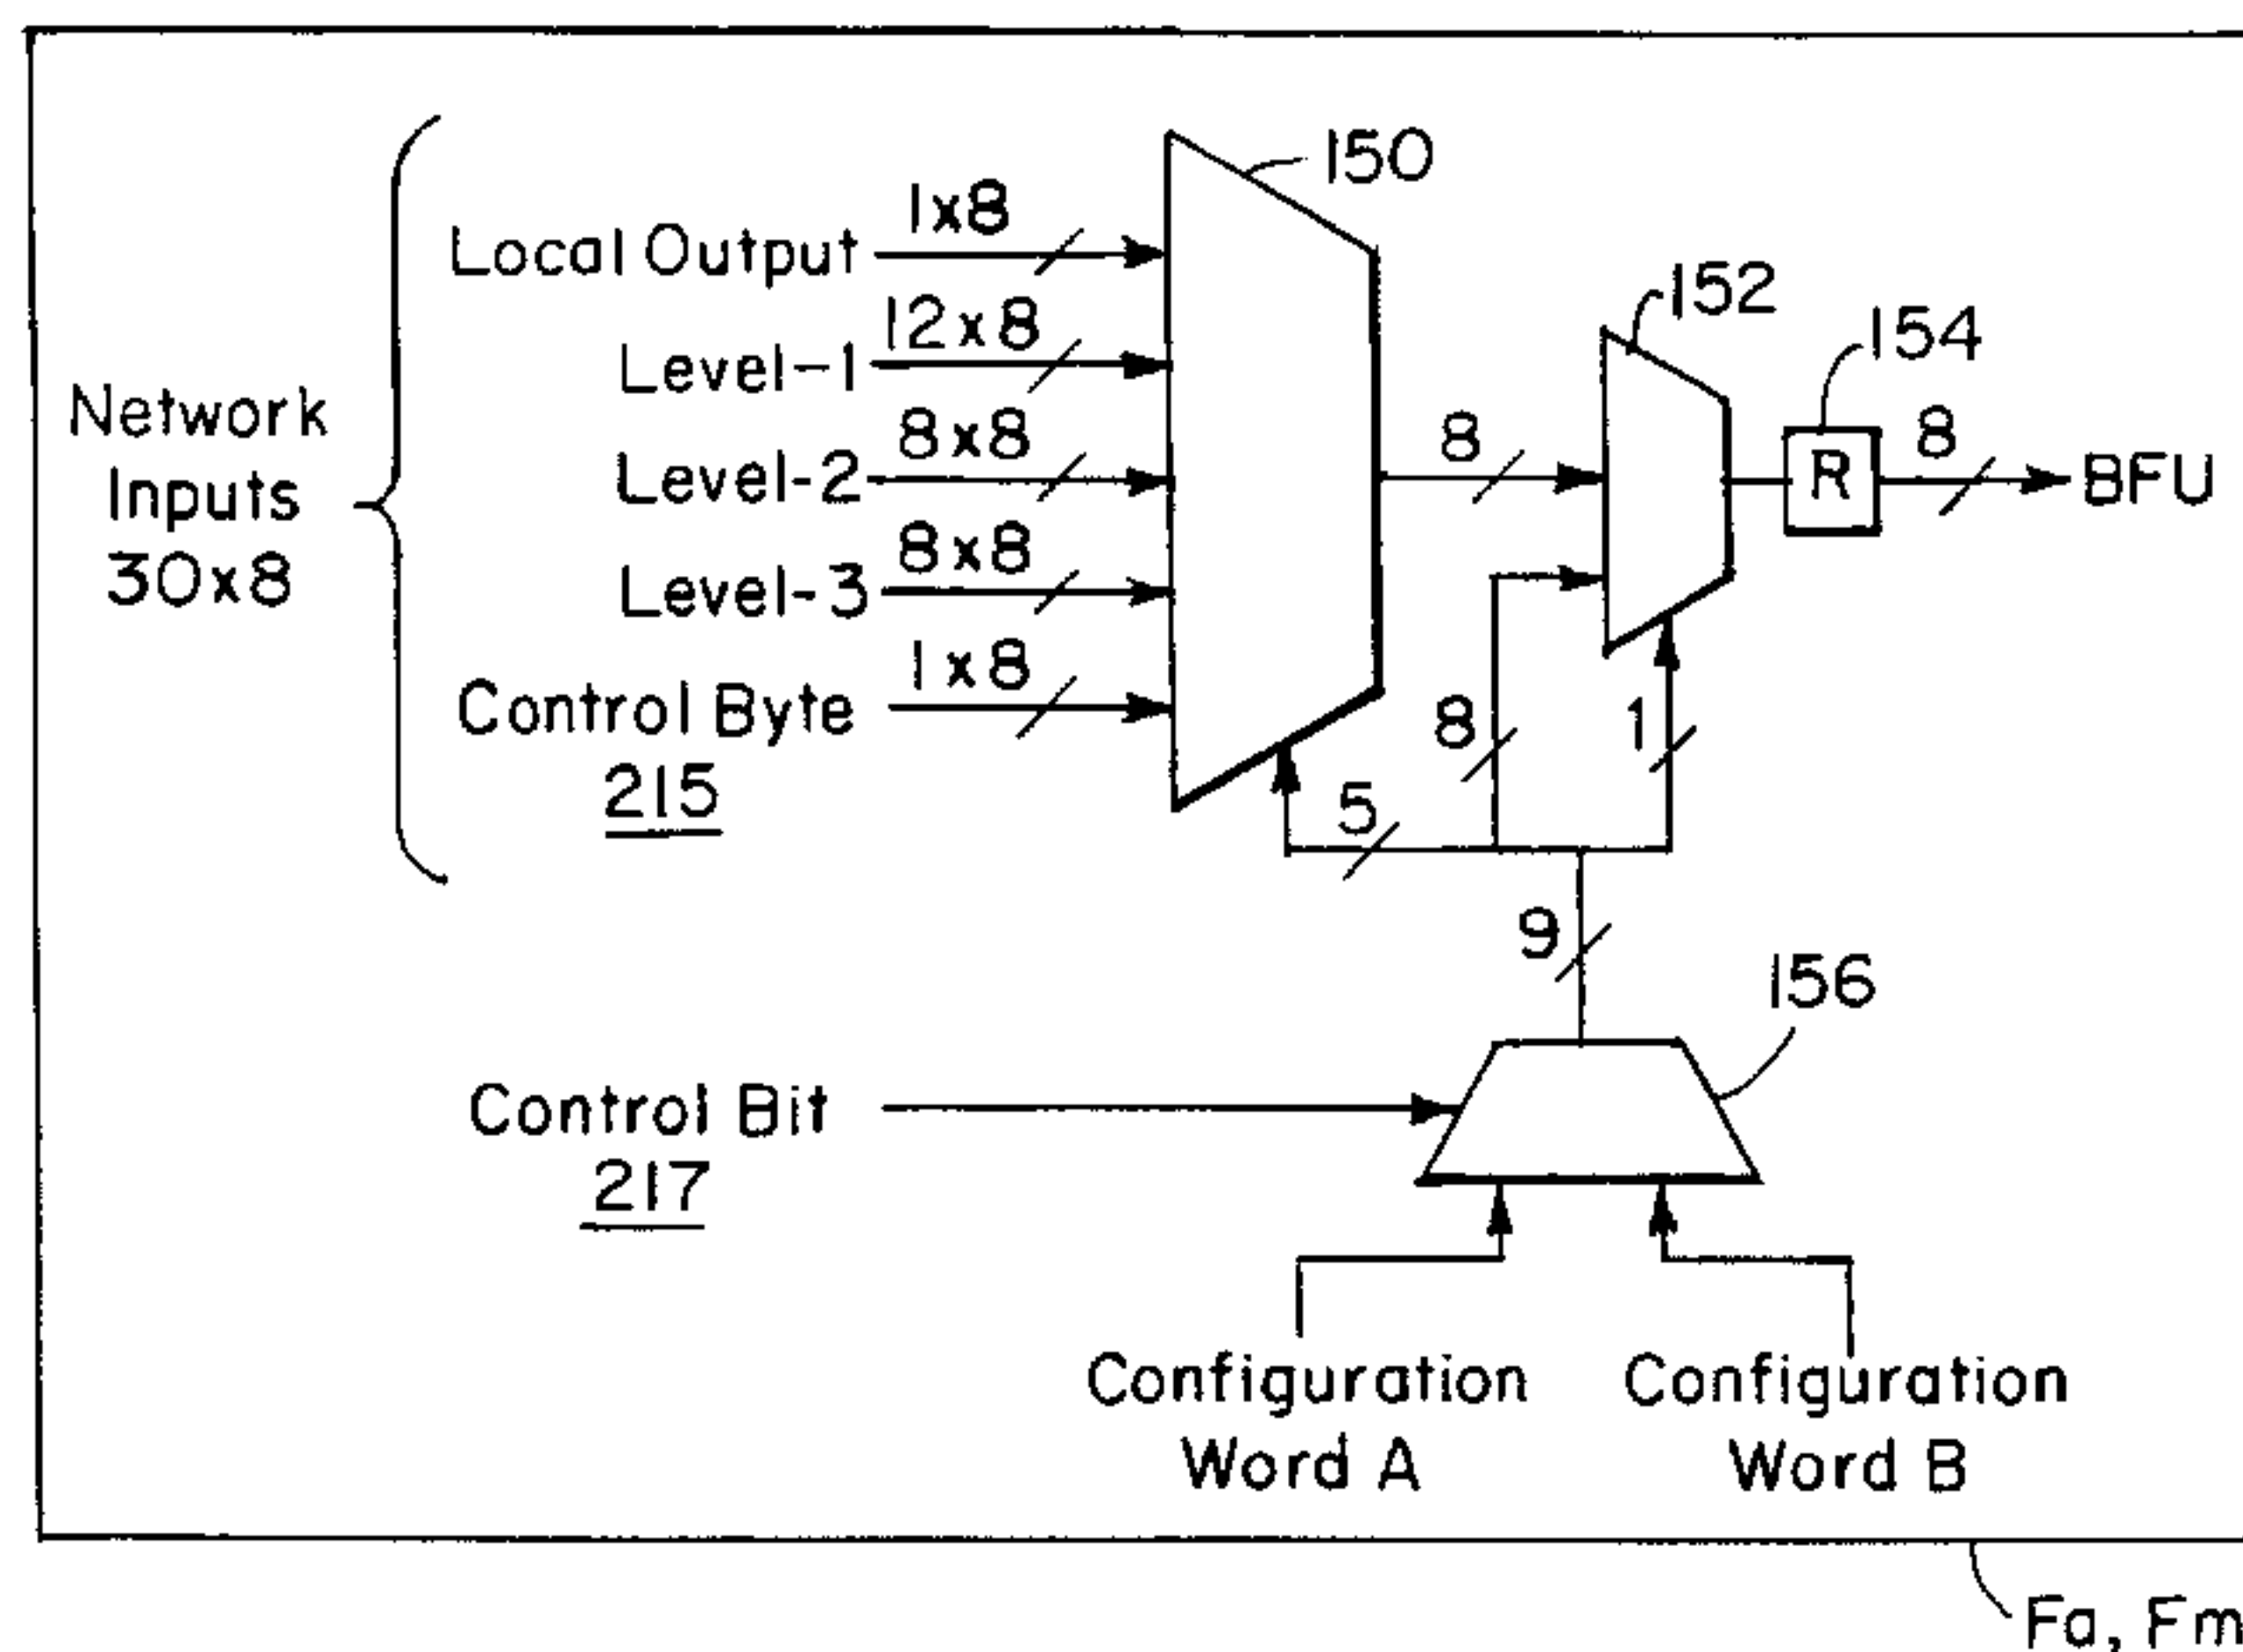 150
1x8
Local Output
12x8
Level-1
152
154
Network
Inputs
30x8
8x8
Level-2
8
R
8
BFU
8x8
Level-3
1x8
Control Byte
215
8
1
5
9
156
Control Bit
217
Configuration
Word A
Configuration
Word B
Fa, Fm